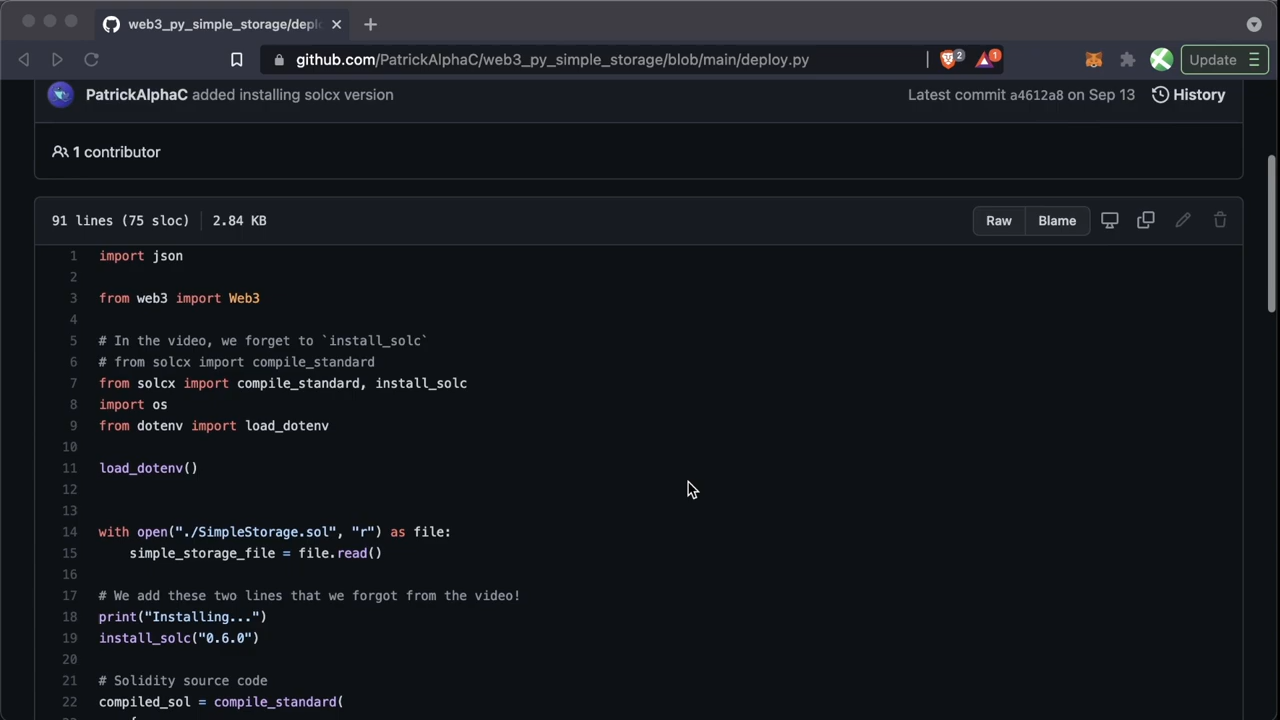 web3_py_simple_storage/depl
github.com/PatrickAlphaC/web3_py_simple_storage/blob/main/deploy.py
2
1
Update
PatrickAlphaC added installing solcx version
Latest commit a4612a8 on Sep 13
History
1 contributor
91 lines (75 sloc)
2.84 KB
Raw
Blame
1 import json
2
3 from web3 import Web3
4
5 # In the video, we forget to `install_solc`
6 # from solcx import compile_standard
7 from solcx import compile_standard, install_solc
8 import os
9 from dotenv import load_dotenv
10
11 load_dotenv()
12
13
14 with open("./SimpleStorage.sol", "r") as file:
15 simple_storage_file = file.read()
16
17 # We add these two lines that we forgot from the video!
18 print("Installing...")
19 install_solc("0.6.0")
20
21 # Solidity source code
22 compiled_sol = compile_standard(